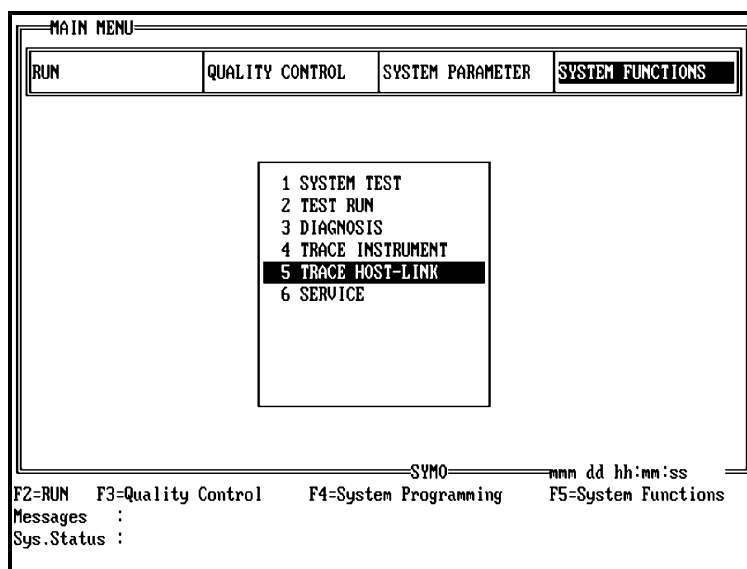 MAIN MENU
RUN QUALITY CONTROL SYSTEM PARAMETER SYSTEM FUNCTIONS
1 SYSTEM TEST
2 TEST RUN
3 DIAGNOSIS
4 TRACE INSTRUMENT
5 TRACE HOST-LINK
6 SERVICE
SYMO mmm dd hh:mm:ss
F2=RUN F3=Quality Control F4=System Programming F5=System Functions
Messages :
Sys.Status :